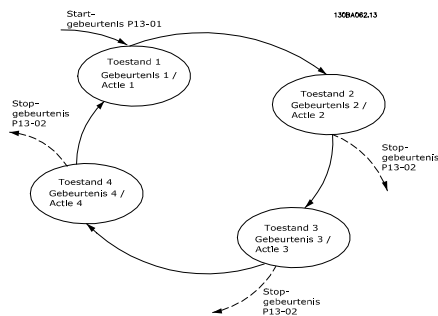 Start-
gebeurtenis P13-01
130BA062.13
Toestand 1
Gebeurtenis 1 /
Actie 1
Toestand 2
Gebeurtenis 2 /
Actie 2
Stop-
gebeurtenis
P13-02
Stop-
gebeurtenis
P13-02
Toestand 4
Gebeurtenis 4 /
Actie 4
Toestand 3
Gebeurtenis 3 /
Actie 3
Stop-
gebeurtenis
P13-02